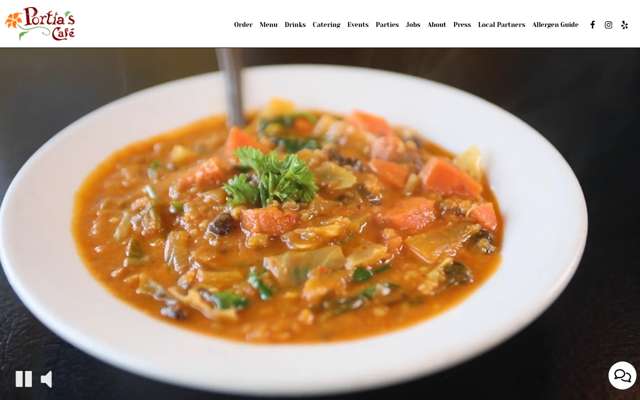 Portia's
Café
Order Menu Drinks Catering Events Parties Jobs About Press Local Partners Allergen Guide